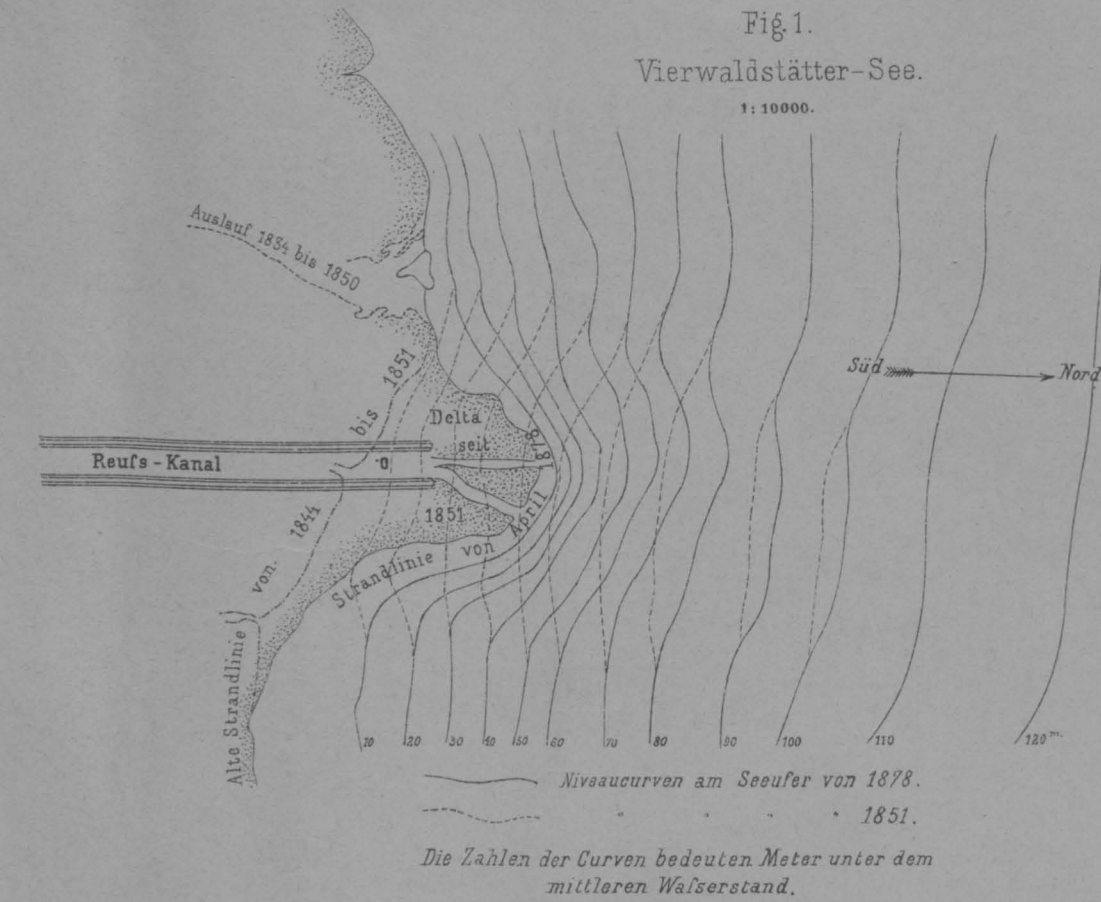 Fig. 1.
Vierwaldstätter-See.
1:10000.
Auslauf 1834 bis 1850
Süd
Nord
von 1844 bis 1851
Delta
seit
1851
Reuſs-Kanal
0.
Strandlinie von April 1878
Alte Strandlinie
10 20 30 40 50 60 70 80 90 100 110 120 m.
Niveaucurven am Seeufer von 1878.
" " " " 1851.
Die Zahlen der Curven bedeuten Meter unter dem
mittleren Waſserstand.